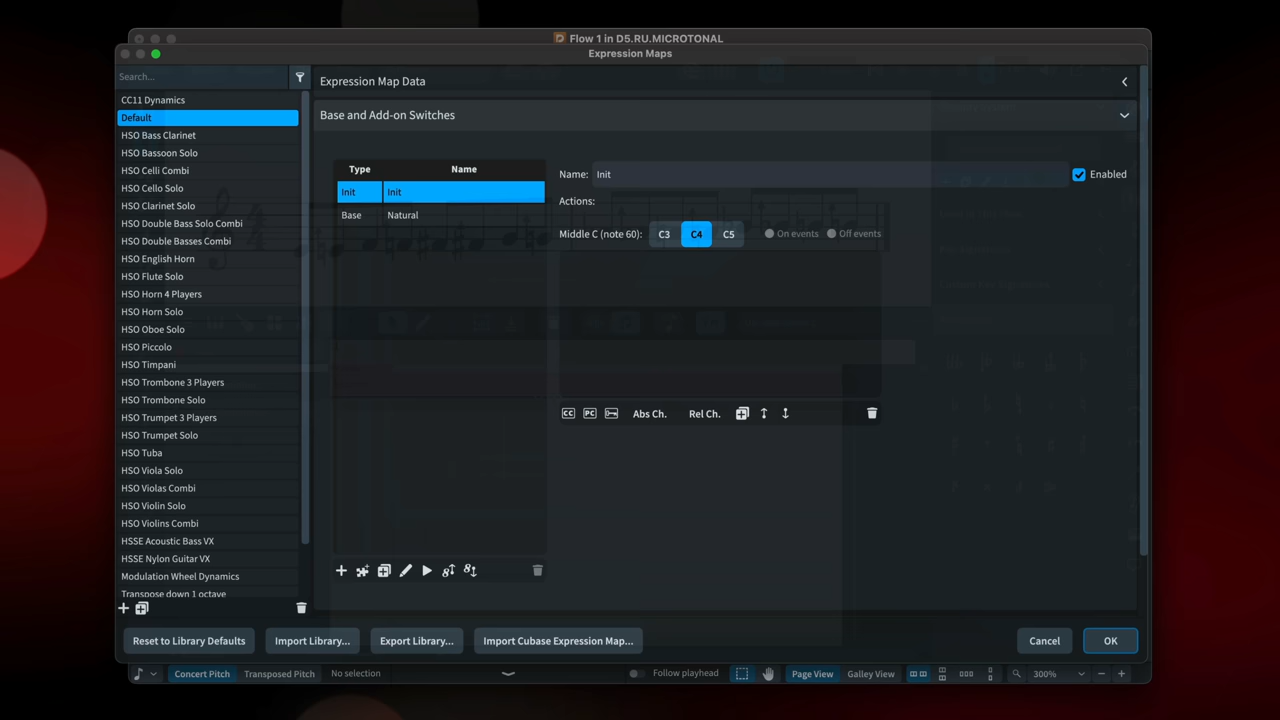 Flow 1 in D5.RU.MICROTONAL
Expression Maps
Search...
CC11 Dynamics
Default
HSO Bass Clarinet
HSO Bassoon Solo
HSO Celli Combi
HSO Cello Solo
HSO Clarinet Solo
HSO Double Bass Solo Combi
HSO Double Basses Combi
HSO English Horn
HSO Flute Solo
HSO Horn 4 Players
HSO Horn Solo
HSO Oboe Solo
HSO Piccolo
HSO Timpani
HSO Trombone 3 Players
HSO Trombone Solo
HSO Trumpet 3 Players
HSO Trumpet Solo
HSO Tuba
HSO Viola Solo
HSO Violas Combi
HSO Violin Solo
HSO Violins Combi
HSSE Acoustic Bass VX
HSSE Nylon Guitar VX
Modulation Wheel Dynamics
Transpose down 1 octave
Expression Map Data
Base and Add-on Switches
Type Name
Init Init
Base Natural
Name: Init Enabled
Actions:
Middle C (note 60): C3 C4 C5 On events Off events
CC PC Abs Ch. Rel Ch.
Reset to Library Defaults Import Library... Export Library... Import Cubase Expression Map... Cancel OK
Concert Pitch Transposed Pitch No selection Follow playhead Page View Galley View 300%